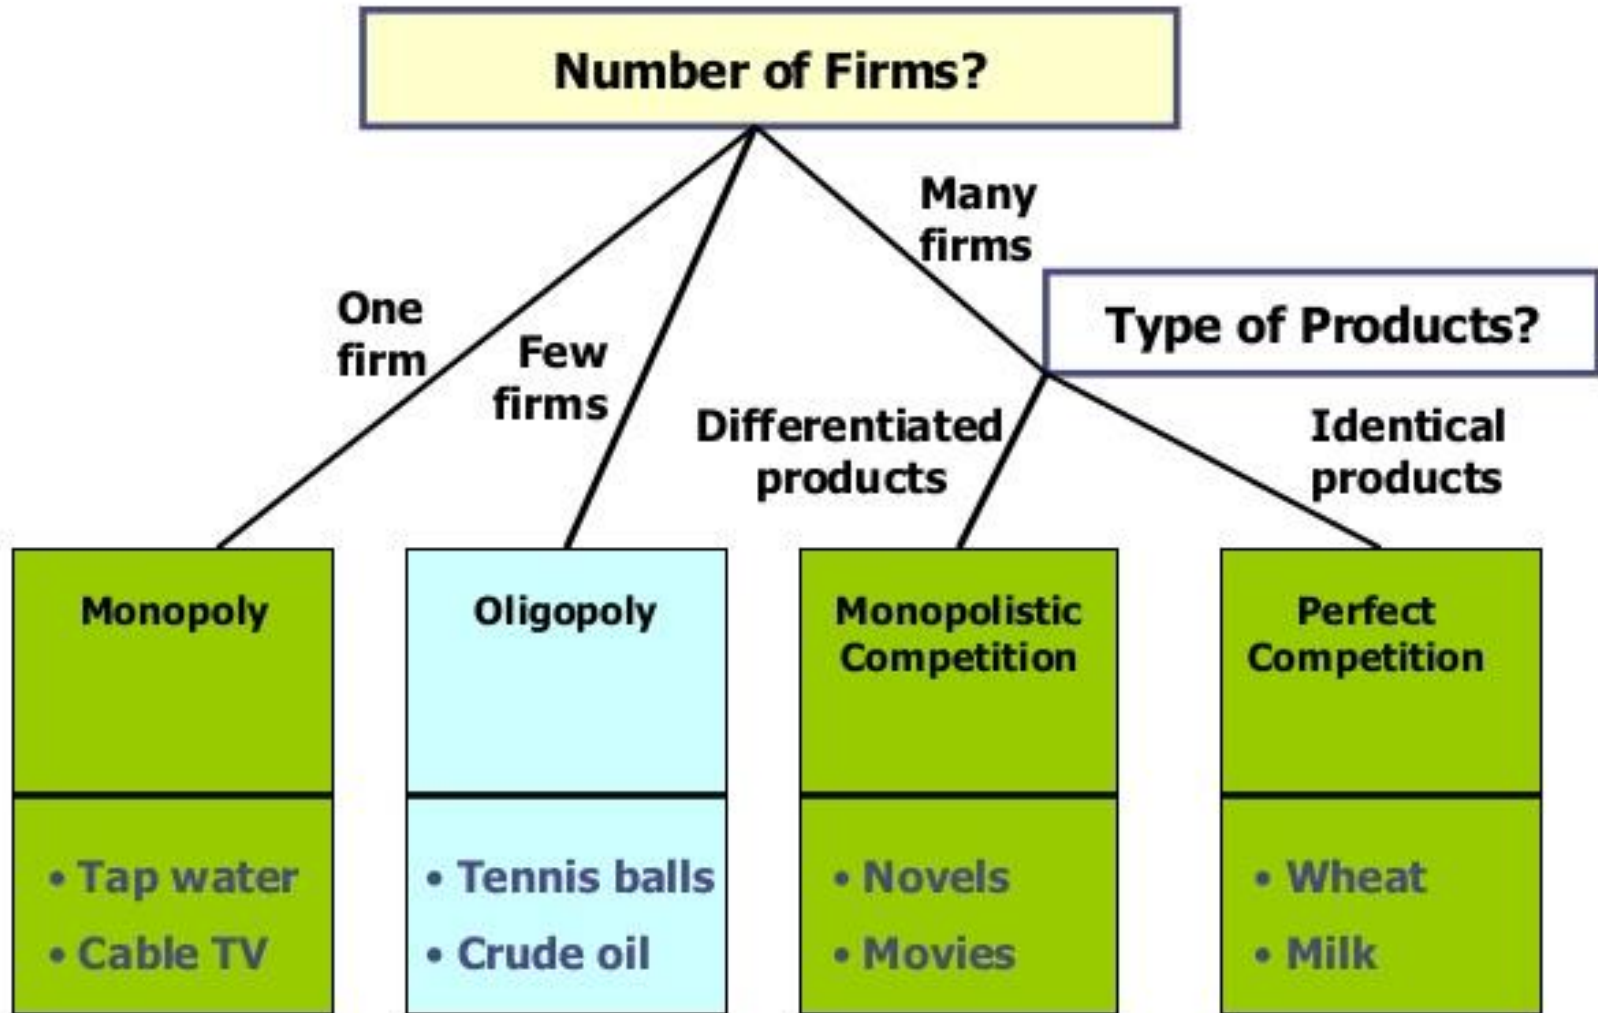 Number of Firms?
Many
firms
One
firm
Few
firms
Type of Products?
Differentiated
products
Identical
products
Monopoly
Oligopoly
Monopolistic
Competition
Perfect
Competition
• Tap water
• Cable TV
• Tennis balls
• Crude oil
• Novels
• Movies
• Wheat
• Milk